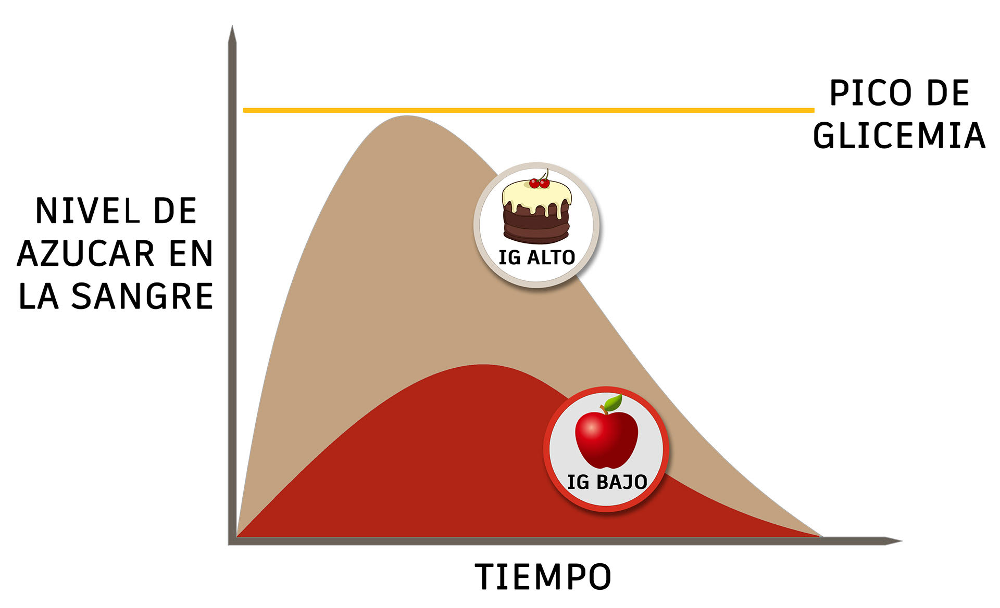 PICO DE
GLICEMIA
NIVEL DE
AZUCAR EN
LA SANGRE
IG ALTO
IG BAJO
TIEMPO